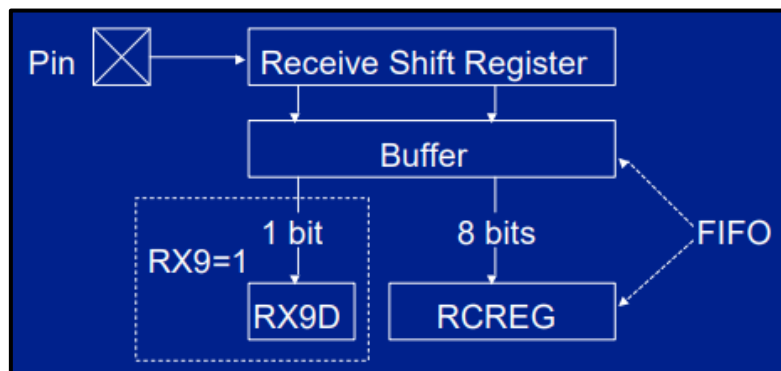 Pin
Receive Shift Register
Buffer
1 bit
8 bits
FIFO
RX9=1
RX9D
RCREG